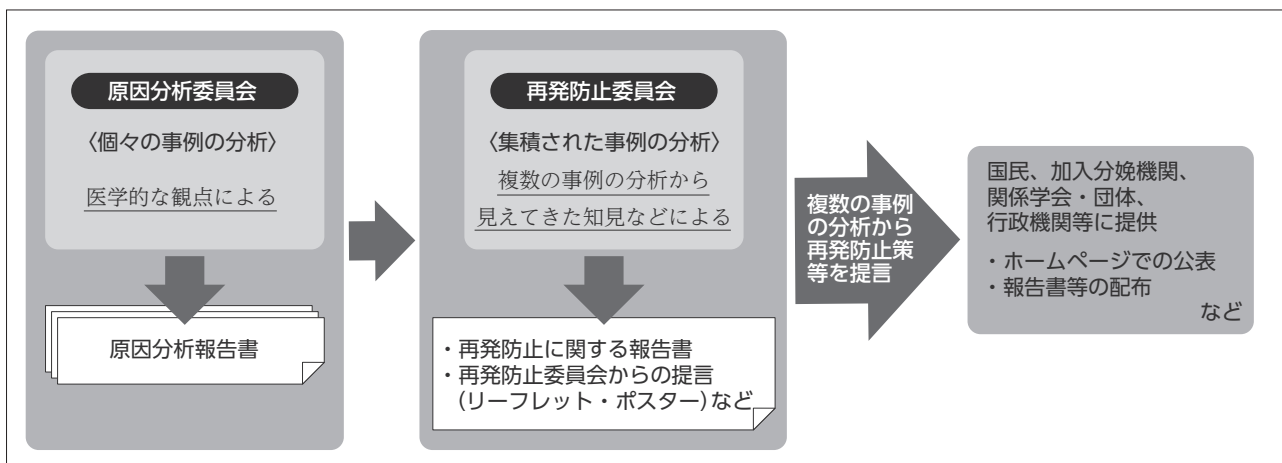 原因分析委員会
〈個々の事例の分析〉
医学的な観点による
原因分析報告書
再発防止委員会
〈集積された事例の分析〉
複数の事例の分析から
見えてきた知見などによる
・再発防止に関する報告書
・再発防止委員会からの提言
(リーフレット・ポスター)など
複数の事例
の分析から
再発防止策
等を提言
国民、加入分娩機関、
関係学会・団体、
行政機関等に提供
・ホームページでの公表
・報告書等の配布
など